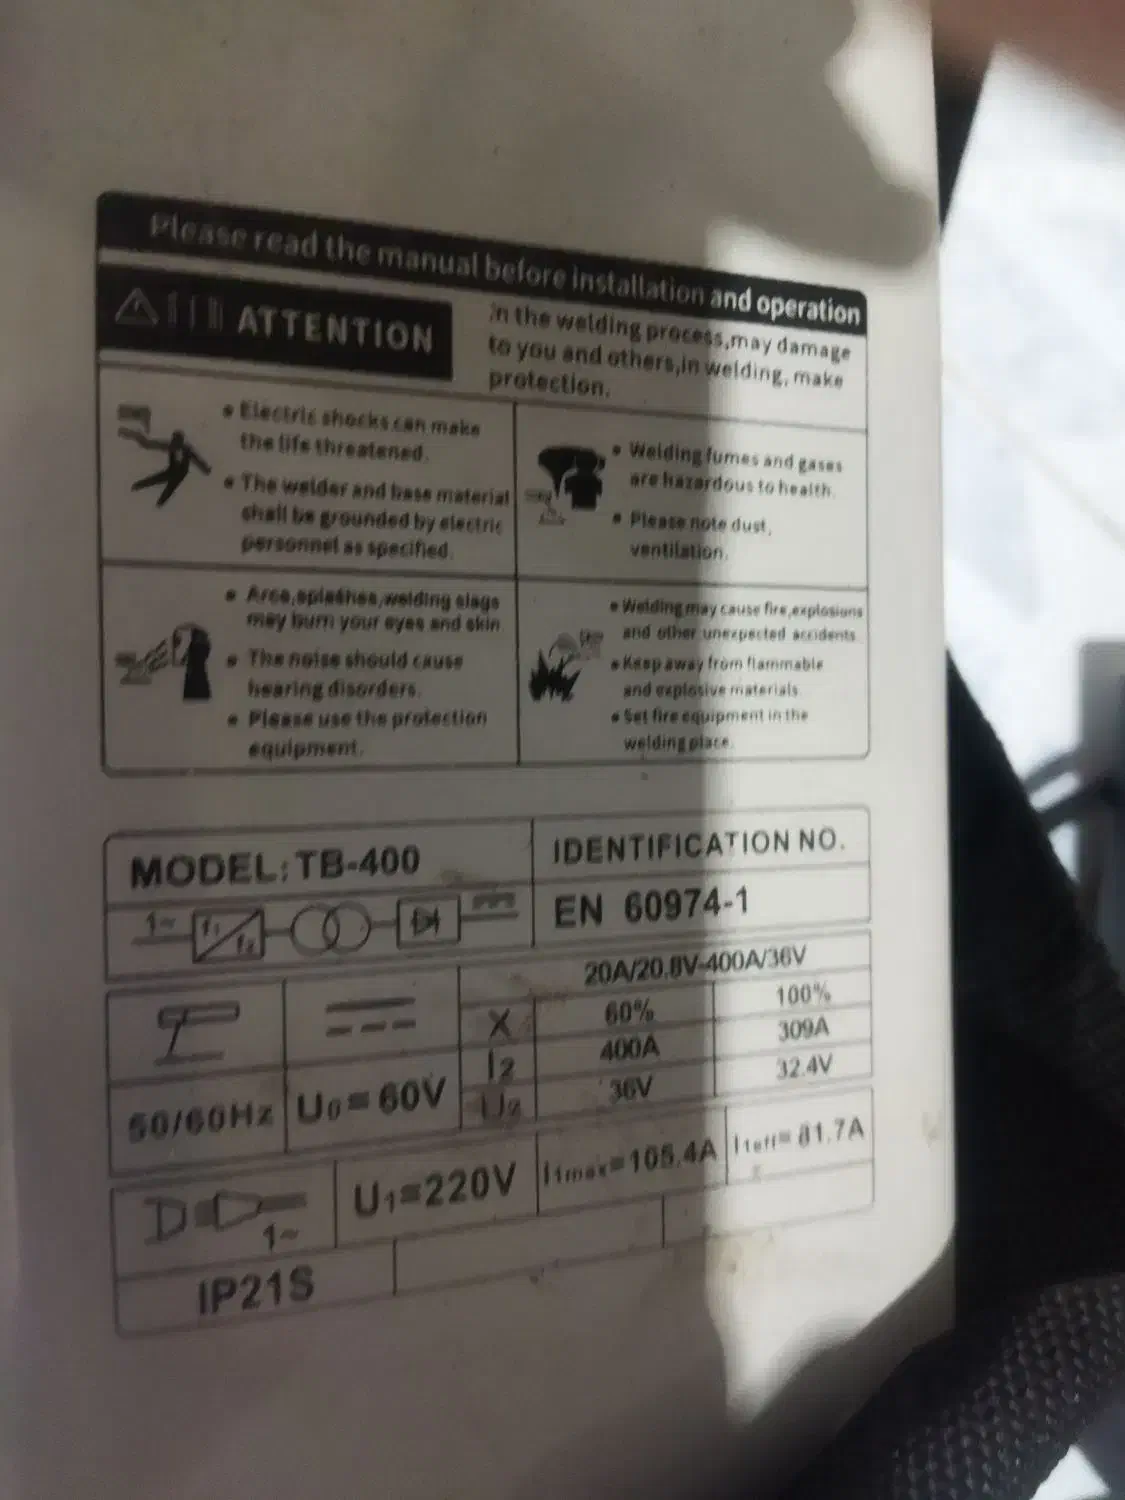 Please read the manual before installation and operation
ATTENTION
in the welding process,may damage
to you and others,in welding, make
protection.
• Electric shocks can make
the life threatened.
• The welder and base material
shall be grounded by electric
personnel as specified.
• Welding fumes and gases
are hazardous to health.
• Please note dust,
ventilation.
• Arce,splashes,welding slags
may burn your eyes and skin
• The noise should cause
hearing disorders.
• Please use the protection
equipment.
• Welding may cause fire,explosions
and other unexpected accidents
• Keep away from flammable
and explosive materials.
• Set fire equipment in the
welding place.
MODEL: TB-400
IDENTIFICATION NO.
1~ f₁ f₂
EN 60974-1
20A/20.8V-400A/36V
X 60% 100%
I₂ 400A 309A
U₂ 36V 32.4V
50/60Hz
U₀=60V
1~
U₁=220V
I₁max=105.4A
I₁eff=81.7A
IP21S